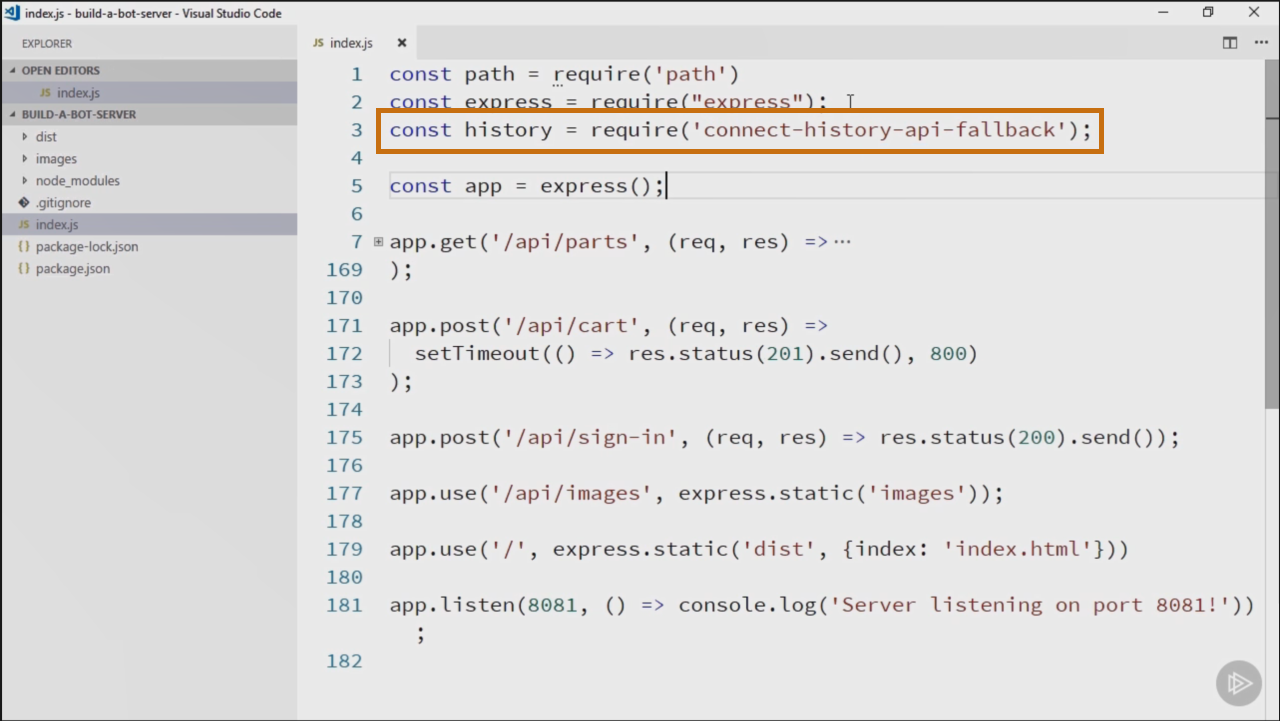 index.js - build-a-bot-server - Visual Studio Code
EXPLORER
OPEN EDITORS
JS index.js
BUILD-A-BOT-SERVER
dist
images
node_modules
.gitignore
JS index.js
{} package-lock.json
{} package.json
JS index.js
1 const path = require('path')
2 const express = require("express");
3 const history = require('connect-history-api-fallback');
4
5 const app = express();
6
7 app.get('/api/parts', (req, res) =>···
169 );
170
171 app.post('/api/cart', (req, res) =>
172 setTimeout(() => res.status(201).send(), 800)
173 );
174
175 app.post('/api/sign-in', (req, res) => res.status(200).send());
176
177 app.use('/api/images', express.static('images'));
178
179 app.use('/', express.static('dist', {index: 'index.html'}))
180
181 app.listen(8081, () => console.log('Server listening on port 8081!'))
;
182